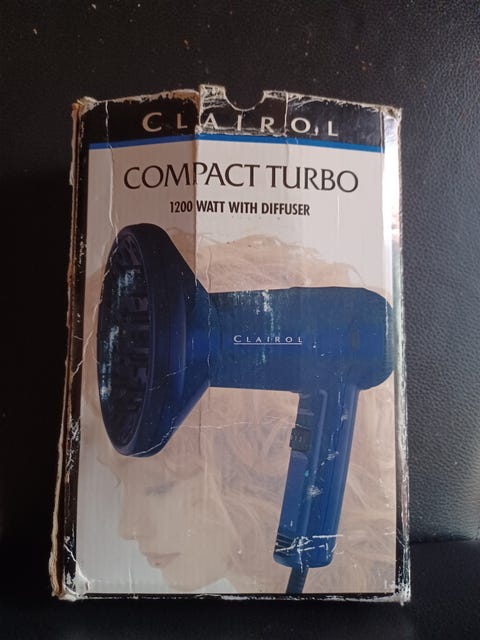 CLAIROL
COMPACT TURBO
1200 WATT WITH DIFFUSER
CLAIROL